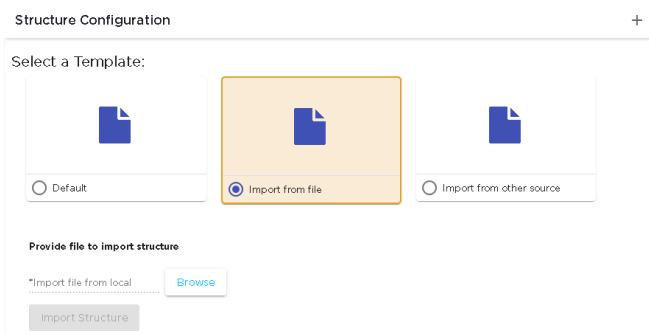 Structure Configuration
Select a Template:
Default
Import from file
Import from other source
Provide file to import structure
*Import file from local
Browse
Import Structure